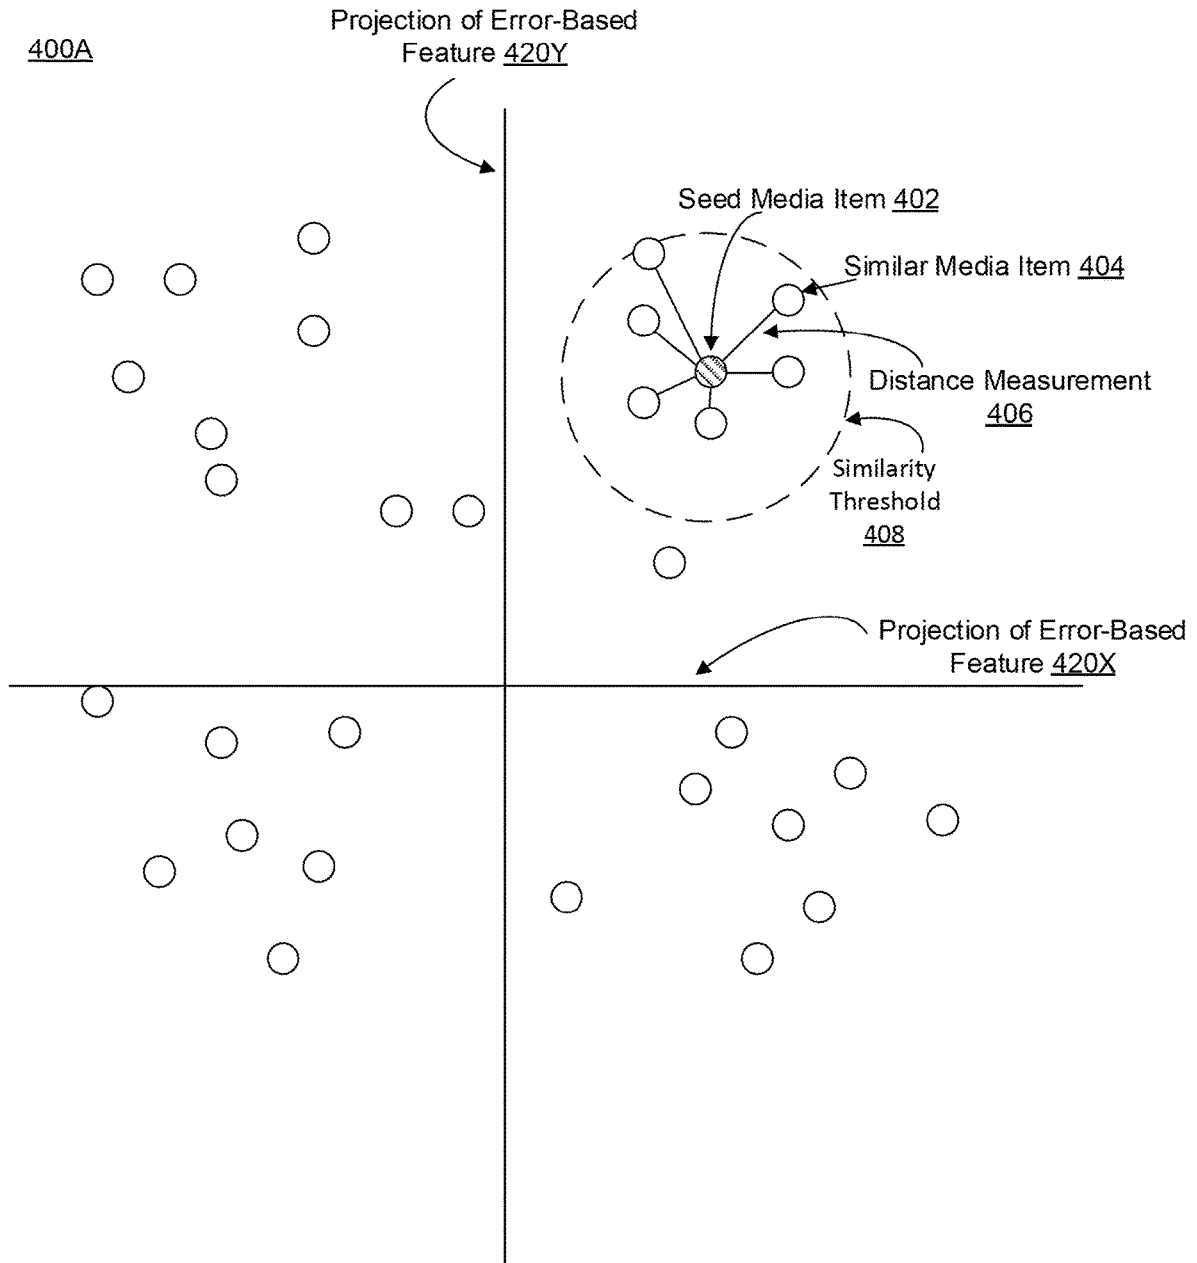 Projection of Error-Based
Feature 420Y
400A
Seed Media Item 402
Similar Media Item 404
Distance Measurement
406
Similarity
Threshold
408
Projection of Error-Based
Feature 420X